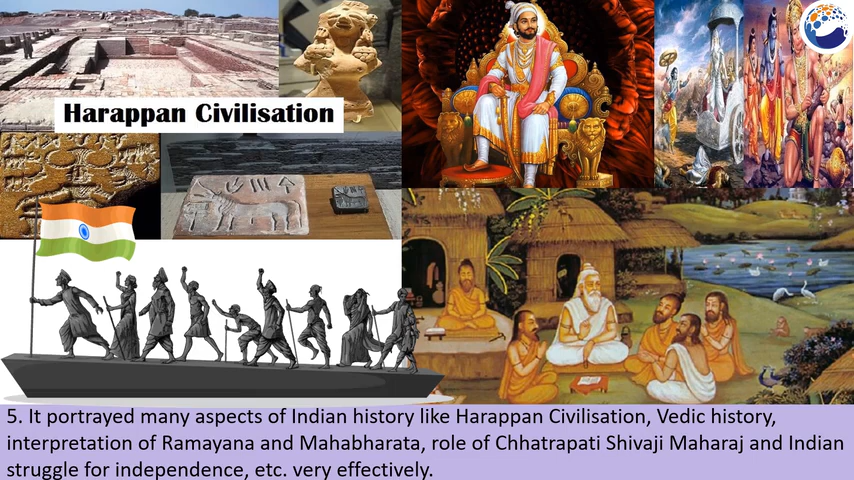 Harappan Civilisation
5. It portrayed many aspects of Indian history like Harappan Civilisation, Vedic history,
interpretation of Ramayana and Mahabharata, role of Chhatrapati Shivaji Maharaj and Indian
struggle for independence, etc. very effectively.